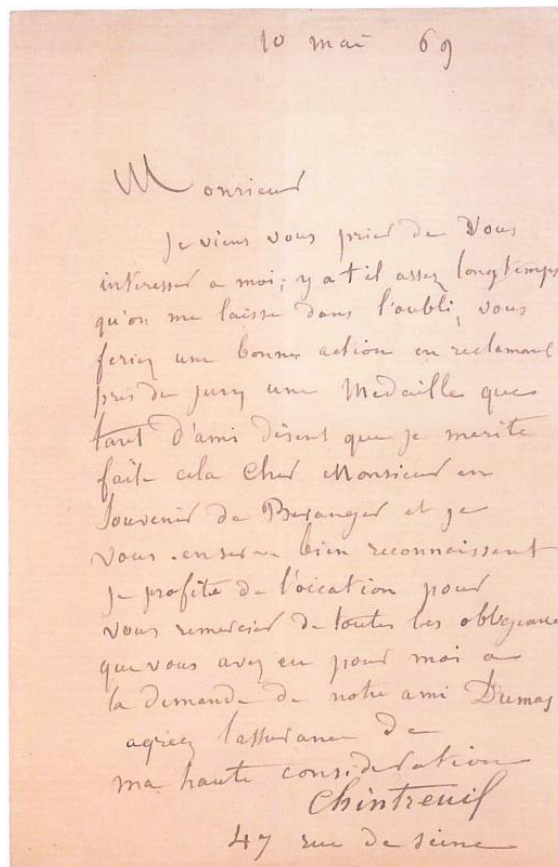 10 mai 69
Monsieur
Je viens vous prier de vous
interesser a moi; y a t il assez longtemps
qu'on me laisse dans l'oubli, vous
feriez une bonne action en reclamant
près de jury une Medaille que
tant d'ami disent que je merite
faite cela Cher Monsieur en
Souvenir de Beranger et je
vous en serai bien reconnaissant
je profite de l'occation pour
vous remercier de toutes les obligeances
que vous avez eu pour moi a
la demande de notre ami Dumas
agreez l'assurance de
ma haute consideration
Chintreuil
47 rue de seine